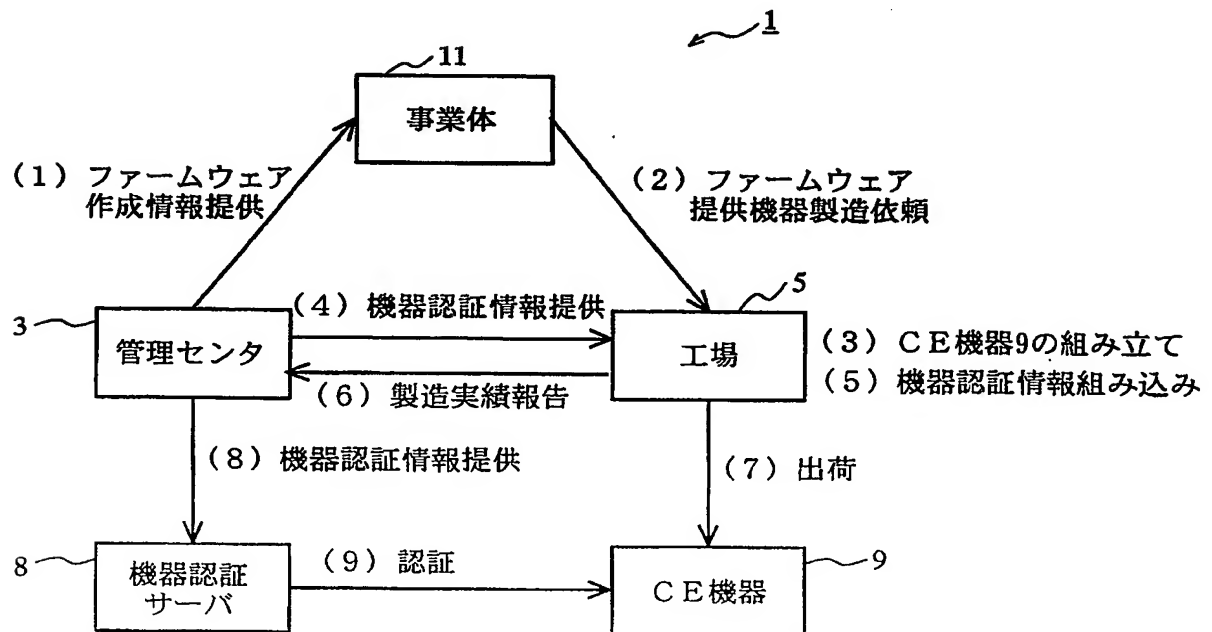 1
11
事業体
(1) ファームウェア
作成情報提供
(2) ファームウェア
提供機器製造依頼
3
管理センタ
(4) 機器認証情報提供
(6) 製造実績報告
5
工場
(3) CE機器9の組み立て
(5) 機器認証情報組み込み
(8) 機器認証情報提供
(7) 出荷
8
機器認証
サーバ
(9) 認証
CE機器
9